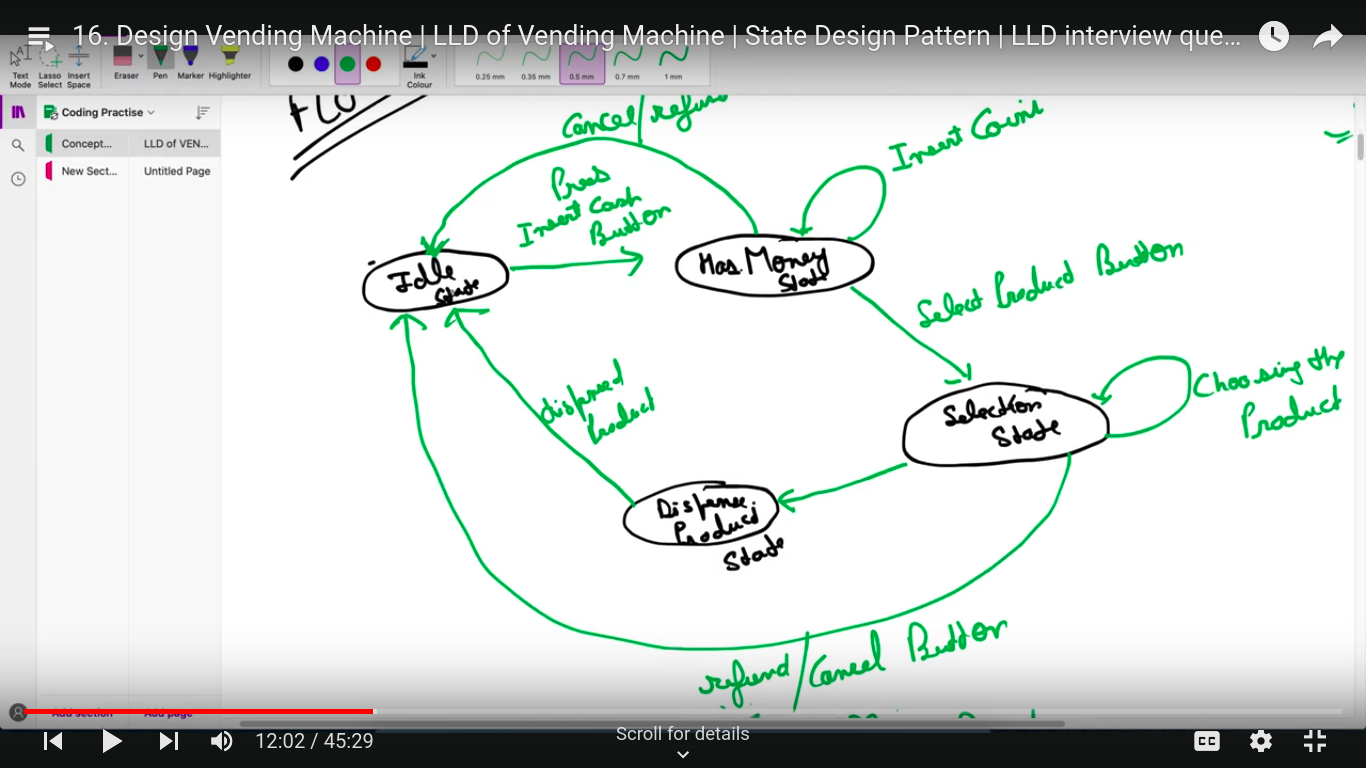 16. Design Vending Machine | LLD of Vending Machine | State Design Pattern | LLD interview que...
Text
Mode
Lasso
Select
Insert
Space
Eraser
Pen
Marker
Highlighter
Ink
Colour
0.25 mm
0.35 mm
0.5 mm
0.7 mm
1 mm
Coding Practise
Concept...
LLD of VEN...
New Sect...
Untitled Page
Cancel/refund
Insert Coins
Press
Insert Cash
Button
Idle
State
Has Money
State
Select Product Button
Selection
State
Choosing the
Product
dispensed
Product
Dispense
Product
State
refund/Cancel Button
Add section
Add page
12:02 / 45:29
Scroll for details
CC